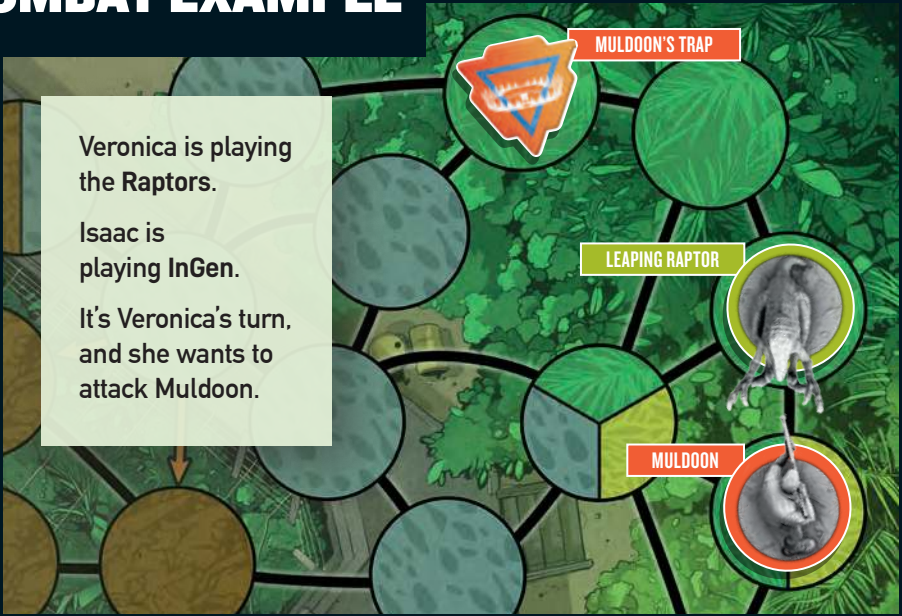 OMBAT EXAMPLE
MULDOON'S TRAP
Veronica is playing
the Raptors.
Isaac is
playing InGen.
It's Veronica's turn,
and she wants to
attack Muldoon.
LEAPING RAPTOR
MULDOON